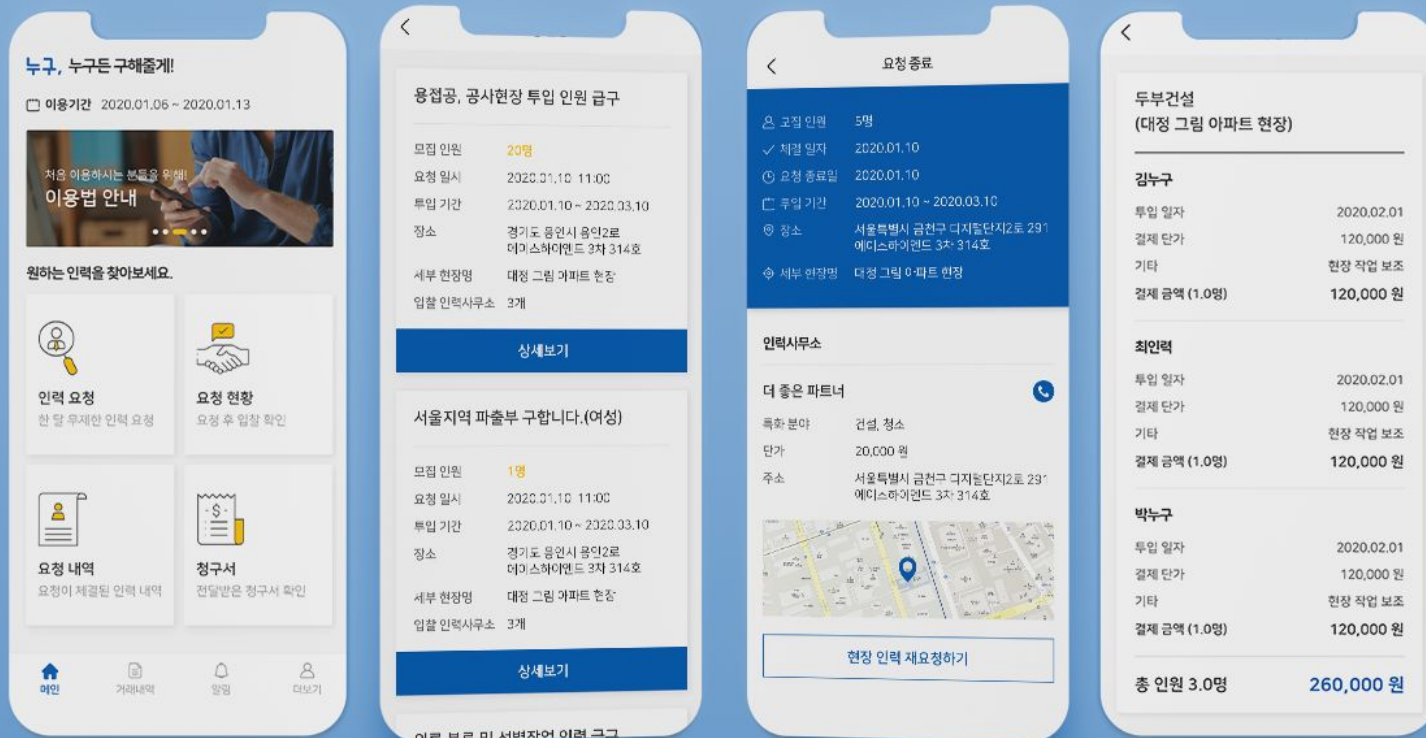 누구, 누구든 구해줄게!
이용기간 2020.01.06 ~ 2020.01.13
처음 이용하시는 분들을 위해!
이용법 안내
원하는 인력을 찾아보세요.
인력 요청
한 달 무제한 인력 요청
요청 현황
요청 후 입찰 확인
요청 내역
요청이 체결된 인력 내역
청구서
전달받은 청구서 확인
메인
거래내역
알림
더보기
용접공, 공사현장 투입 인원 급구
모집 인원 20명
요청 일시 2020.01.10 11:00
투입 기간 2020.01.10 ~ 2020.03.10
장소 경기도 용인시 용인2로
에이스하이엔드 3차 314호
세부 현장명 대정 그림 아파트 현장
입찰 인력사무소 3개
상세보기
서울지역 파출부 구합니다.(여성)
모집 인원 1명
요청 일시 2020.01.10 11:00
투입 기간 2020.01.10 ~ 2020.03.10
장소 경기도 용인시 용인2로
에이스하이엔드 3차 314호
세부 현장명 대정 그림 아파트 현장
입찰 인력사무소 3개
상세보기
요청 종료
모집 인원 5명
체결 일자 2020.01.10
요청 종료일 2020.01.10
투입 기간 2020.01.10 ~ 2020.03.10
장소 서울특별시 금천구 디지털단지2로 291
에이스하이엔드 3차 314호
세부 현장명 대정 그림 아파트 현장
인력사무소
더 좋은 파트너
특화 분야 건설, 청소
단가 20,000 원
주소 서울특별시 금천구 디지털단지2로 291
에이스하이엔드 3차 314호
현장 인력 재요청하기
두부건설
(대정 그림 아파트 현장)
김누구
투입 일자 2020.02.01
결제 단가 120,000 원
기타 현장 작업 보조
결제 금액 (1.0명) 120,000 원
최인력
투입 일자 2020.02.01
결제 단가 120,000 원
기타 현장 작업 보조
결제 금액 (1.0명) 120,000 원
박누구
투입 일자 2020.02.01
결제 단가 120,000 원
기타 현장 작업 보조
결제 금액 (1.0명) 120,000 원
총 인원 3.0명 260,000 원